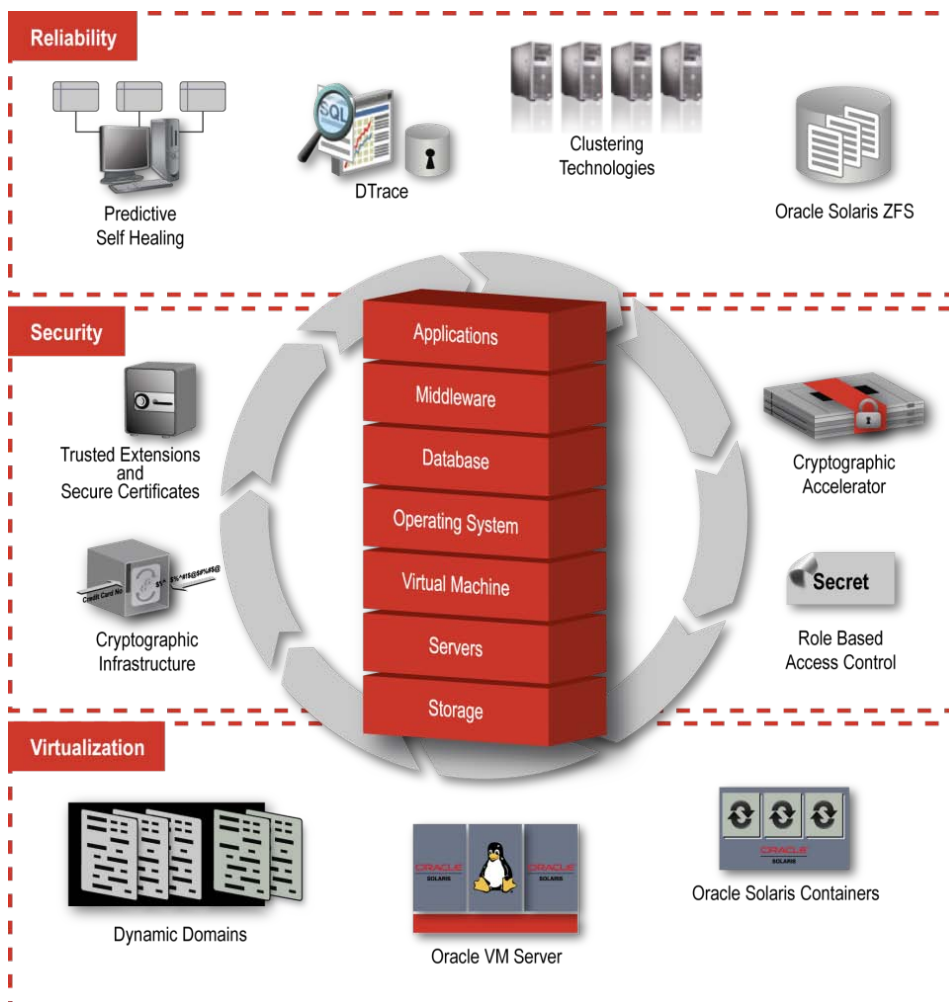 Reliability
SQL
Predictive
Self Healing
DTrace
Clustering
Technologies
Oracle Solaris ZFS
Security
Applications
Middleware
Database
Operating System
Virtual Machine
Servers
Storage
Trusted Extensions
and
Secure Certificates
Credit Card No
$%^ $%^#!$@$#%#$@
Cryptographic
Infrastructure
Cryptographic
Accelerator
Secret
Role Based
Access Control
Virtualization
Dynamic Domains
ORACLE
SOLARIS
ORACLE
SOLARIS
Oracle VM Server
ORACLE
SOLARIS
Oracle Solaris Containers